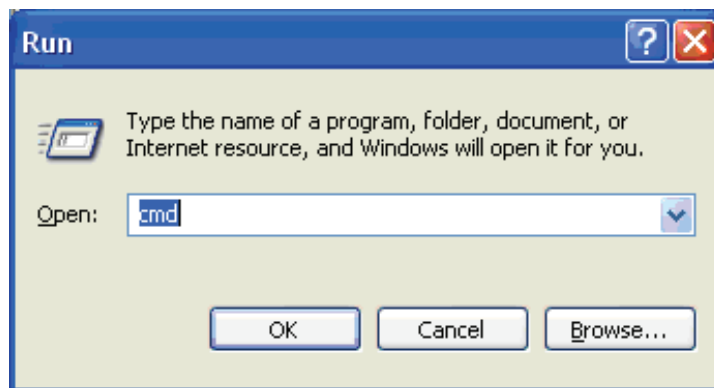 Run
Type the name of a program, folder, document, or
Internet resource, and Windows will open it for you.
Open: cmd
OK Cancel Browse...